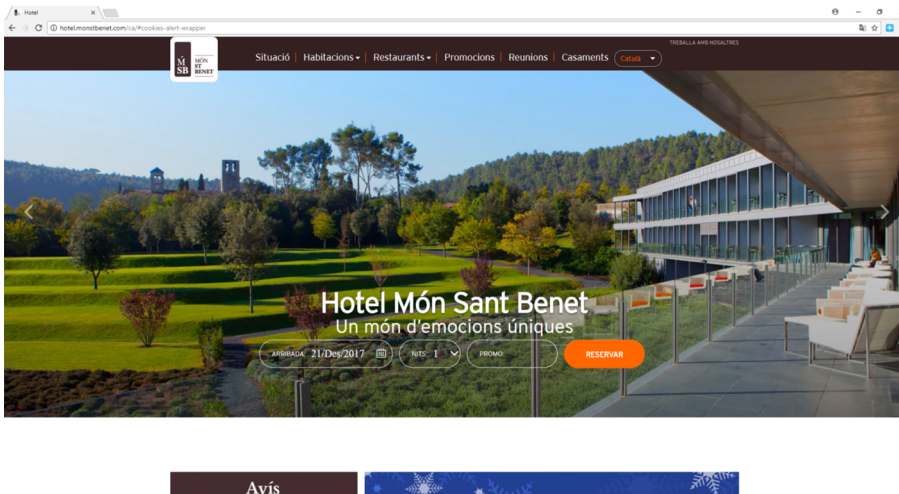 Hotel
hotel.monstbenet.com/ca/#cookies-alert-wrapper
TREBALLA AMB NOSALTRES
M
SB
MÓN
ST
BENET
Situació | Habitacions | Restaurants | Promocions | Reunions | Casaments Català
Hotel Món Sant Benet
Un món d'emocions úniques
ARRIBADA: 21/Des/2017 NITS: 1 PROMO: RESERVAR
Avís